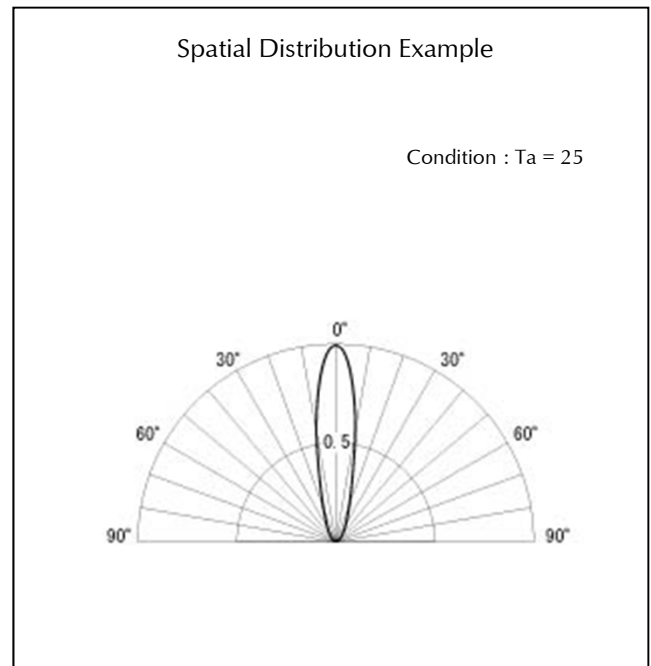 Spatial Distribution Example
Condition : Ta = 25
0°
30° 30°
60° 0. 5 60°
90° 90°